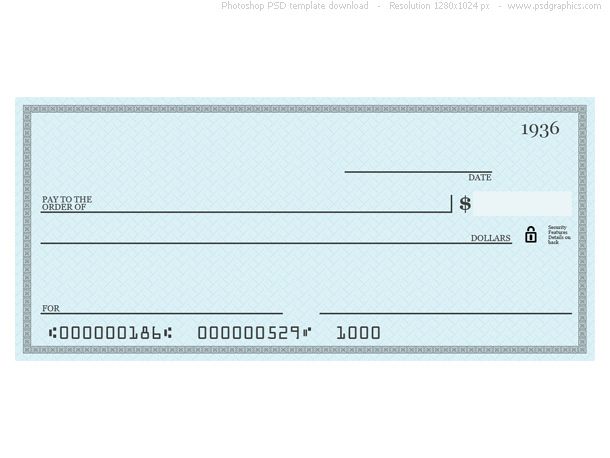 Photoshop PSD template download - Resolution 1280x1024 px - www.psdgraphics.com
1936
DATE
PAY TO THE
ORDER OF
$
DOLLARS
Security
Features
Details on
back
FOR
⑆000000186⑆ 000000529⑈ 1000